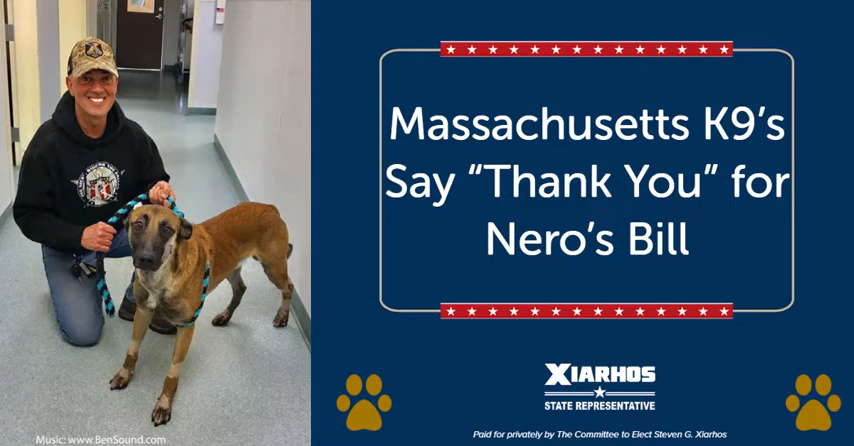 Massachusetts K9's
Say “Thank You” for
Nero's Bill
XIARHOS
STATE REPRESENTATIVE
Music: www.BenSound.com
Paid for privately by The Committee to Elect Steven G. Xiarhos